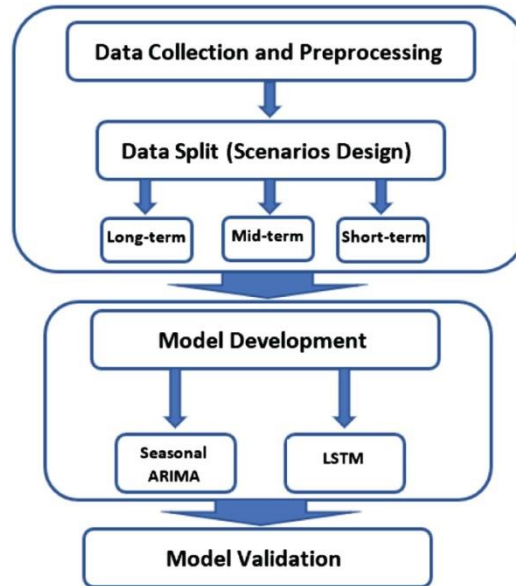 Data Collection and Preprocessing
Data Split (Scenarios Design)
Long-term
Mid-term
Short-term
Model Development
Seasonal
ARIMA
LSTM
Model Validation